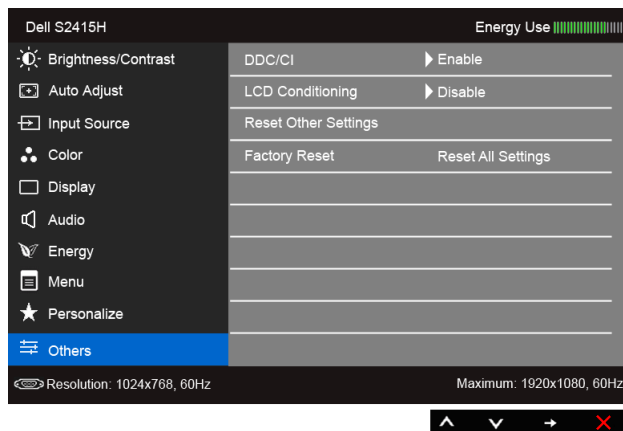 Dell S2415H Energy Use
Brightness/Contrast DDC/CI Enable
Auto Adjust LCD Conditioning Disable
Input Source Reset Other Settings
Color Factory Reset Reset All Settings
Display
Audio
Energy
Menu
Personalize
Others
Resolution: 1024x768, 60Hz Maximum: 1920x1080, 60Hz